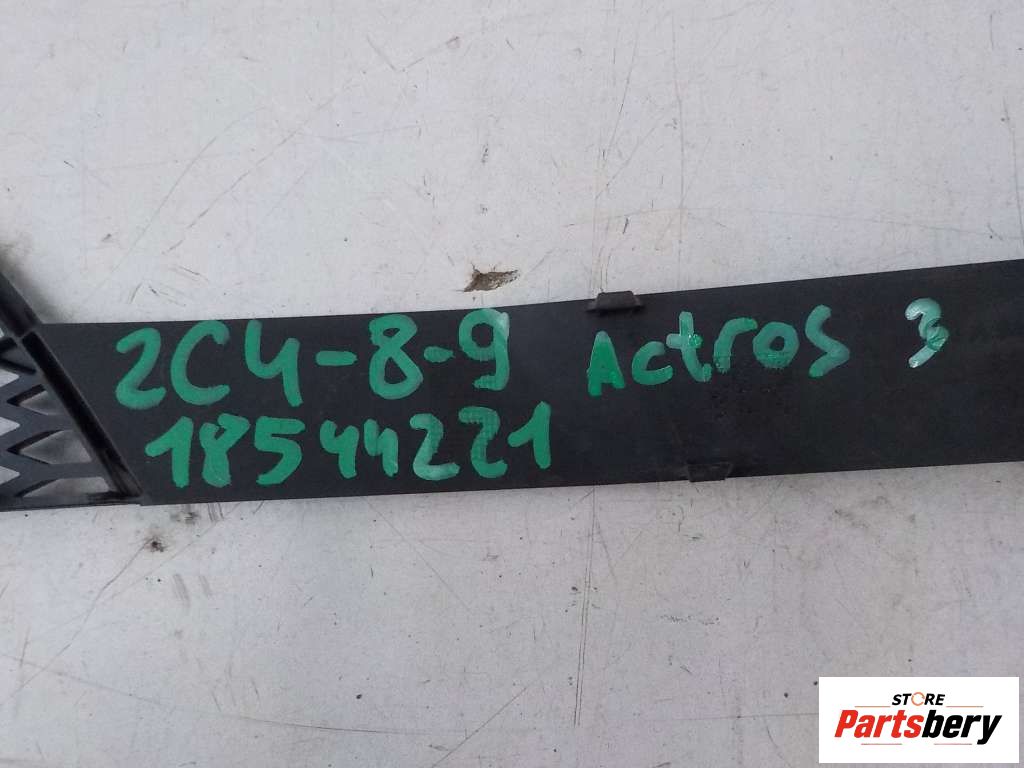 2C4-8-9 Actros 3
18544221
STORE
Partsbery